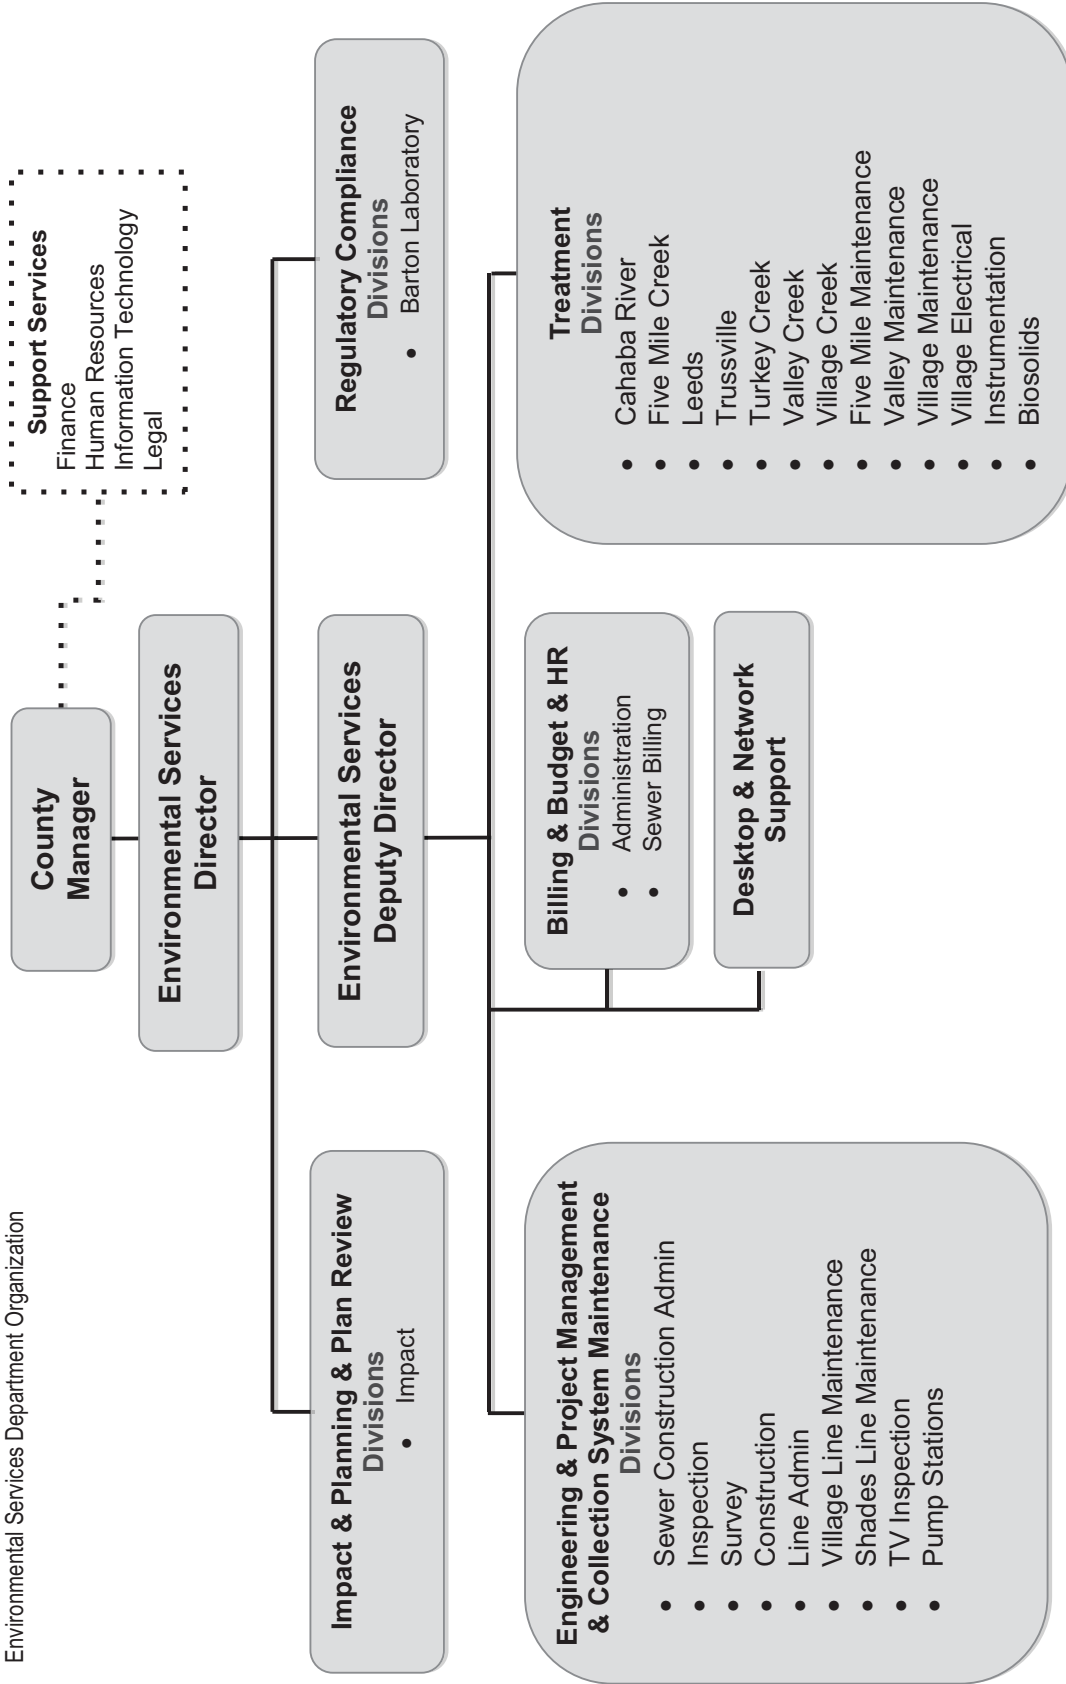 Environmental Services Department Organization
County
Manager
Support Services
Finance
Human Resources
Information Technology
Legal
Environmental Services
Director
Impact & Planning & Plan Review
Divisions
• Impact
Environmental Services
Deputy Director
Regulatory Compliance
Divisions
• Barton Laboratory
Engineering & Project Management
& Collection System Maintenance
Divisions
• Sewer Construction Admin
• Inspection
• Survey
• Construction
• Line Admin
• Village Line Maintenance
• Shades Line Maintenance
• TV Inspection
• Pump Stations
Billing & Budget & HR
Divisions
• Administration
• Sewer Billing
Desktop & Network
Support
Treatment
Divisions
• Cahaba River
• Five Mile Creek
• Leeds
• Trussville
• Turkey Creek
• Valley Creek
• Village Creek
• Five Mile Maintenance
• Valley Maintenance
• Village Maintenance
• Village Electrical
• Instrumentation
• Biosolids